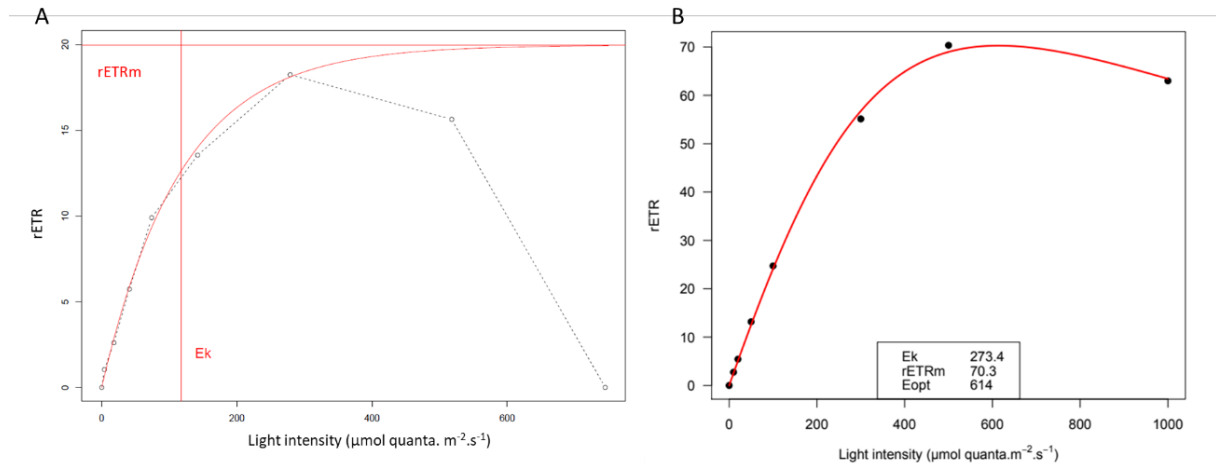 A
20
15
10
5
0
rETR
rETRm
Ek
0
200
400
600
Light intensity (µmol quanta. m⁻².s⁻¹)
B
70
60
50
40
30
20
10
0
rETR
Ek 273.4
rETRm 70.3
Eopt 614
0
200
400
600
800
1000
Light intensity (µmol quanta.m⁻².s⁻¹)